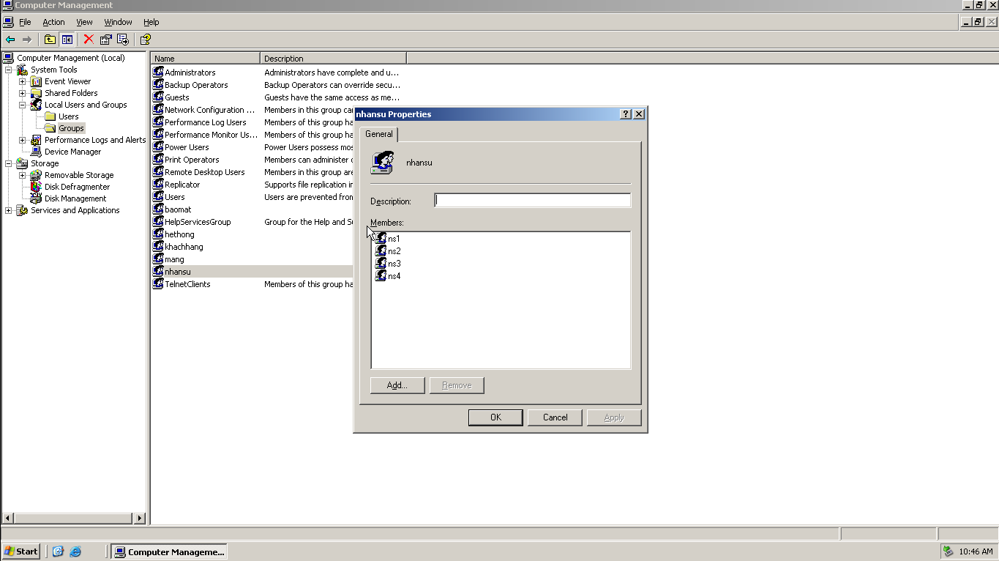 Computer Management
File Action View Window Help
Computer Management (Local)
System Tools
Event Viewer
Shared Folders
Local Users and Groups
Users
Groups
Performance Logs and Alerts
Device Manager
Storage
Removable Storage
Disk Defragmenter
Disk Management
Services and Applications
Name Description
Administrators Administrators have complete and u...
Backup Operators Backup Operators can override secu...
Guests Guests have the same access as me...
Network Configuration ... Members in this group ca
Performance Log Users Members of this group ha
Performance Monitor Us... Members of this group ha
Power Users Power Users possess mos
Print Operators Members can administer d
Remote Desktop Users Members in this group are
Replicator Supports file replication in
Users Users are prevented from
baomat
HelpServicesGroup Group for the Help and Su
hethong
khachhang
mang
nhansu
TelnetClients Members of this group ha
nhansu Properties
General
nhansu
Description:
Members:
ns1
ns2
ns3
ns4
Add... Remove
OK Cancel Apply
Start Computer Manageme... 10:46 AM